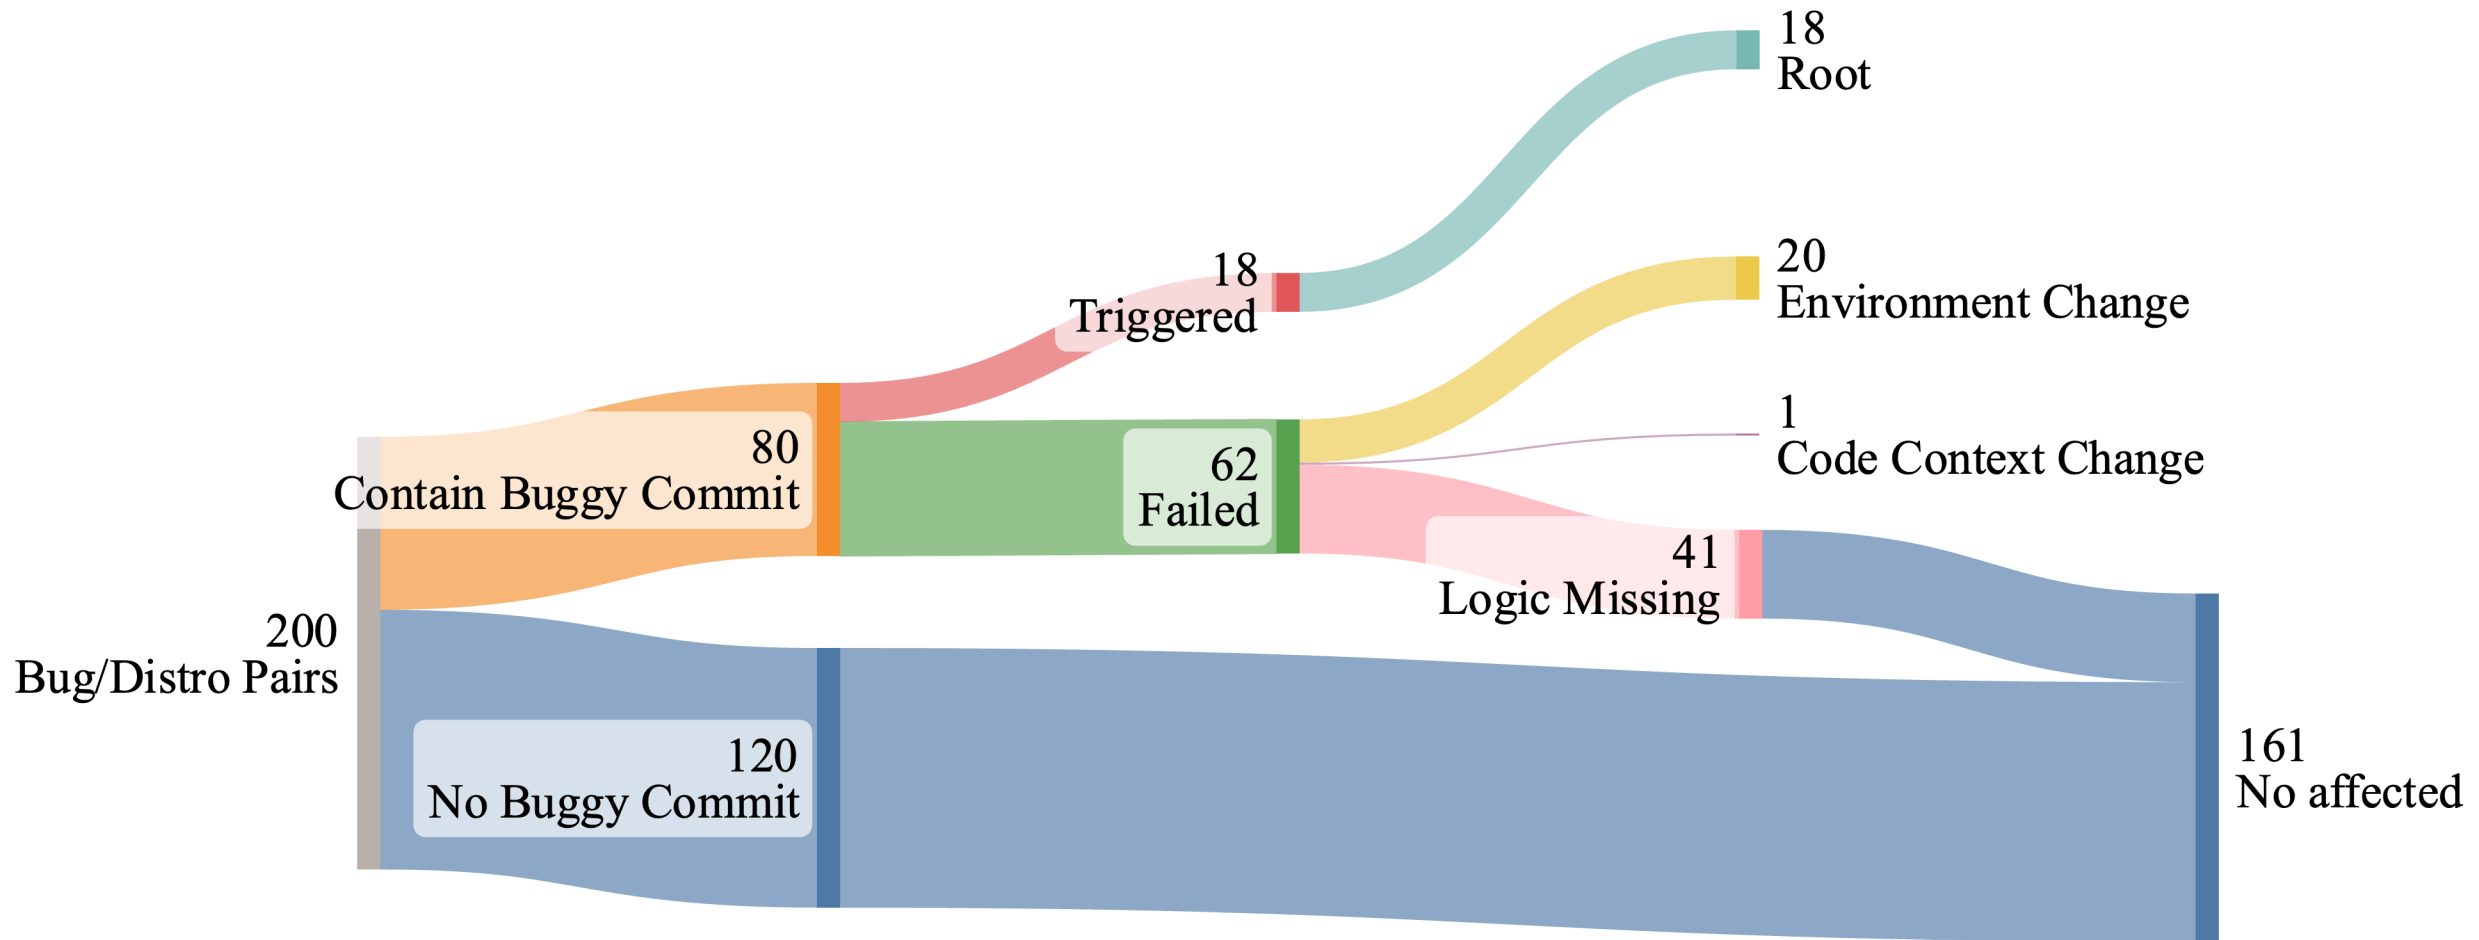 18
Root
18
Triggered
20
Environment Change
1
Code Context Change
80
Contain Buggy Commit
62
Failed
41
Logic Missing
200
Bug/Distro Pairs
120
No Buggy Commit
161
No affected